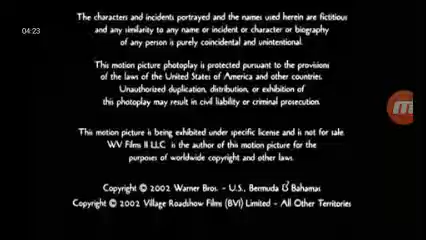 04:23
The characters and incidents portrayed and the names used herein are fictitious
and any similarity to any name or incident or character or biography
of any person is purely coincidental and unintentional.
This motion picture photoplay is protected pursuant to the provisions
of the laws of the United States of America and other countries.
Unauthorized duplication, distribution, or exhibition of
this photoplay may result in civil liability or criminal prosecution.
This motion picture is being exhibited under specific license and is not for sale.
WV Films II LLC is the author of this motion picture for the
purposes of worldwide copyright and other laws.
Copyright © 2002 Warner Bros. - U.S., Bermuda & Bahamas
Copyright © 2002 Village Roadshow Films (BVI) Limited - All Other Territories